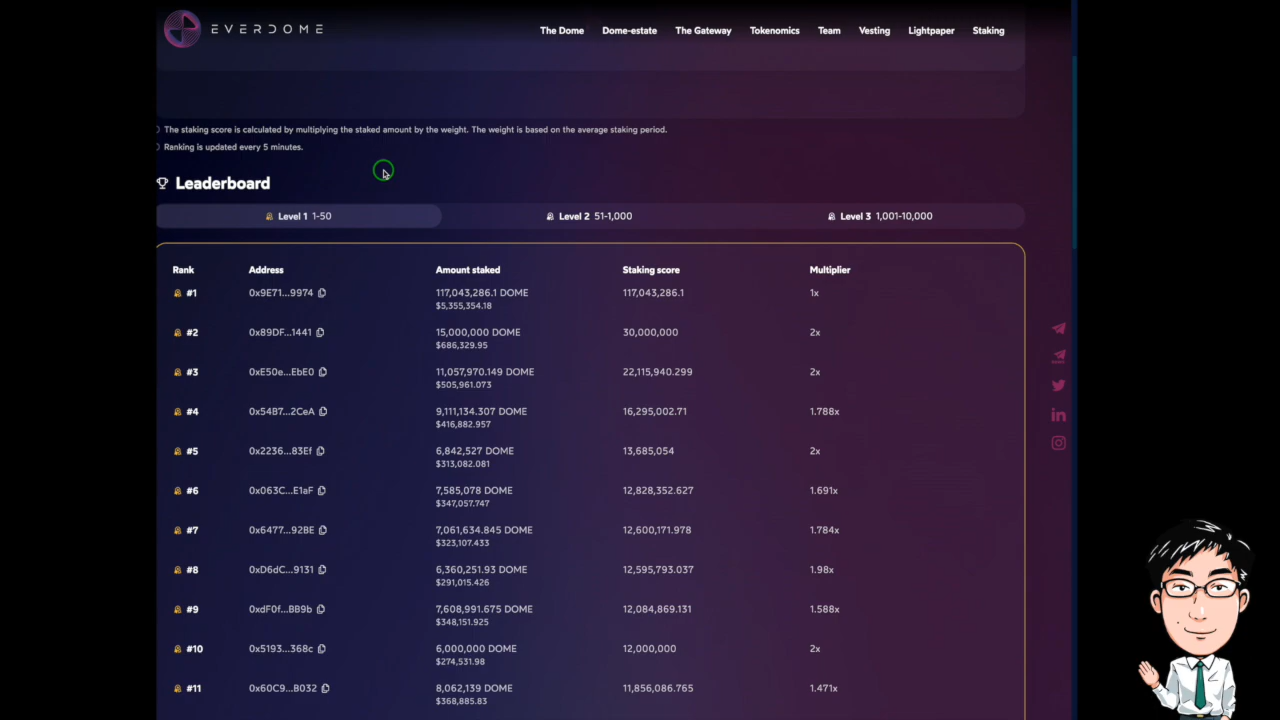 EVERDOME
The Dome Dome-estate The Gateway Tokenomics Team Vesting Lightpaper Staking
The staking score is calculated by multiplying the staked amount by the weight. The weight is based on the average staking period.
Ranking is updated every 5 minutes.
Leaderboard
Level 1 1-50 Level 2 51-1,000 Level 3 1,001-10,000
Rank Address Amount staked Staking score Multiplier
#1 0x9E71...9974 117,043,286.1 DOME 117,043,286.1 1x
$5,355,354.18
#2 0x89DF...1441 15,000,000 DOME 30,000,000 2x
$686,329.95
#3 0xE50e...EbE0 11,057,970.149 DOME 22,115,940.299 2x
$505,961.073
#4 0x54B7...2CeA 9,111,134.307 DOME 16,295,002.71 1.788x
$416,882.957
#5 0x2236...83Ef 6,842,527 DOME 13,685,054 2x
$313,082.081
#6 0x063C...E1aF 7,585,078 DOME 12,828,352.627 1.691x
$347,057.747
#7 0x6477...92BE 7,061,634.845 DOME 12,600,171.978 1.784x
$323,107.433
#8 0xD6dC...9131 6,360,251.93 DOME 12,595,793.037 1.98x
$291,015.426
#9 0xdF0f...BB9b 7,608,991.675 DOME 12,084,869.131 1.588x
$348,151.925
#10 0x5193...368c 6,000,000 DOME 12,000,000 2x
$274,531.98
#11 0x60C9...B032 8,062,139 DOME 11,856,086.765 1.471x
$368,885.83